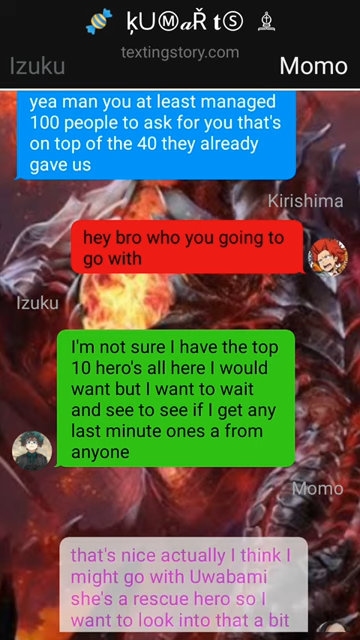 🍬 ķUⓂ𝒂Ř 𝐭Ⓢ ♗
textingstory.com
Izuku
Momo
yea man you at least managed
100 people to ask for you that's
on top of the 40 they already
gave us
Kirishima
hey bro who you going to
go with
Izuku
I'm not sure I have the top
10 hero's all here I would
want but I want to wait
and see to see if I get any
last minute ones a from
anyone
Momo
that's nice actually I think I
might go with Uwabami
she's a rescue hero so I
want to look into that a bit